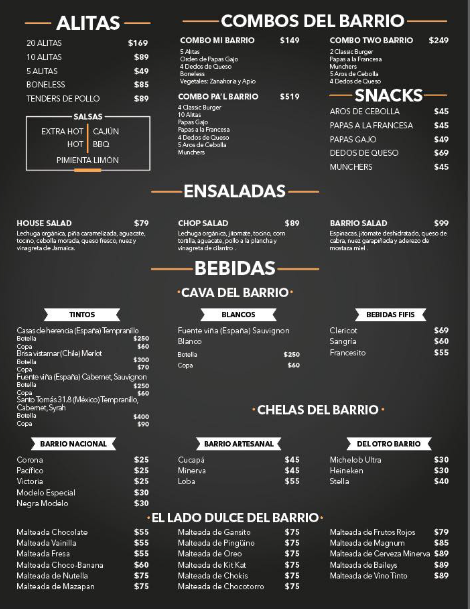 ALITAS
20 ALITAS $169
10 ALITAS $89
5 ALITAS $49
BONELESS $85
TENDERS DE POLLO $89
SALSAS
EXTRA HOT CAJÚN
HOT BBQ
PIMIENTA LIMÓN
COMBOS DEL BARRIO
COMBO MI BARRIO $149
5 Alitas
Cides de Papas Gajo
4 Dedos de Queso
Boneless
Vegetales: Zanahoria y Apio
COMBO PA'L BARRIO $519
4 Classic Burger
10 Alitas
Papas Gajo
Papas a la Francesa
4 Dedos de Queso
5 Aros de Cebolla
Munchers
COMBO TWO BARRIO $249
2 Classic Burger
Papas a la Francesa
Munchers
5 Aros de Cebolla
4 Dedos de Queso
SNACKS
AROS DE CEBOLLA $45
PAPAS A LA FRANCESA $45
PAPAS GAJO $49
DEDOS DE QUESO $69
MUNCHERS $45
ENSALADAS
HOUSE SALAD $79
Lechuga orgánica, piña caramelizada, aguacate,
tocino, cebolla morada, queso fresco, nuez y
vinagreta de Jamaica.
CHOP SALAD $89
Lechuga orgánica, jitomate, tocino, corn
tortilla, aguacate, pollo a la plancha y
vinagreta de cilantro.
BARRIO SALAD $99
Espinacas, jitomate deshidratado, queso de
cabra, nuez garapiñada y aderezo de
mostaza miel.
BEBIDAS
·CAVA DEL BARRIO·
TINTOS
Casas de herencia (España) Tempranillo
Botella $250
Copa $60
Brisa vistamar (Chile) Merlot
Botella $300
Copa $70
Fuente viña (España) Cabernet, Sauvignon
Botella $250
Copa $60
Santo Tomás 31.8 (México) Tempranillo,
Cabernet, Syrah
Botella $400
Copa $90
BLANCOS
Fuente viña (España) Sauvignon
Blanco
Botella $250
Copa $60
BEBIDAS FIFIS
Clericot $69
Sangría $60
Francesito $55
·CHELAS DEL BARRIO·
BARRIO NACIONAL
Corona $25
Pacífico $25
Victoria $25
Modelo Especial $30
Negra Modelo $30
BARRIO ARTESANAL
Cucapá $45
Minerva $45
Loba $55
DEL OTRO BARRIO
Michelob Ultra $30
Heineken $30
Stella $40
·EL LADO DULCE DEL BARRIO·
Malteada Chocolate $55
Malteada Vainilla $55
Malteada Fresa $55
Malteada Choco-Banana $60
Malteada de Nutella $75
Malteada de Mazapan $75
Malteada de Gansito $75
Malteada de Pingüino $75
Malteada de Oreo $75
Malteada de Kit Kat $75
Malteada de Chokis $75
Malteada de Chocotorro $75
Malteada de Frutos Rojos $79
Malteada de Magnum $85
Malteada de Cerveza Minerva $89
Malteada de Baileys $89
Malteada de Vino Tinto $89